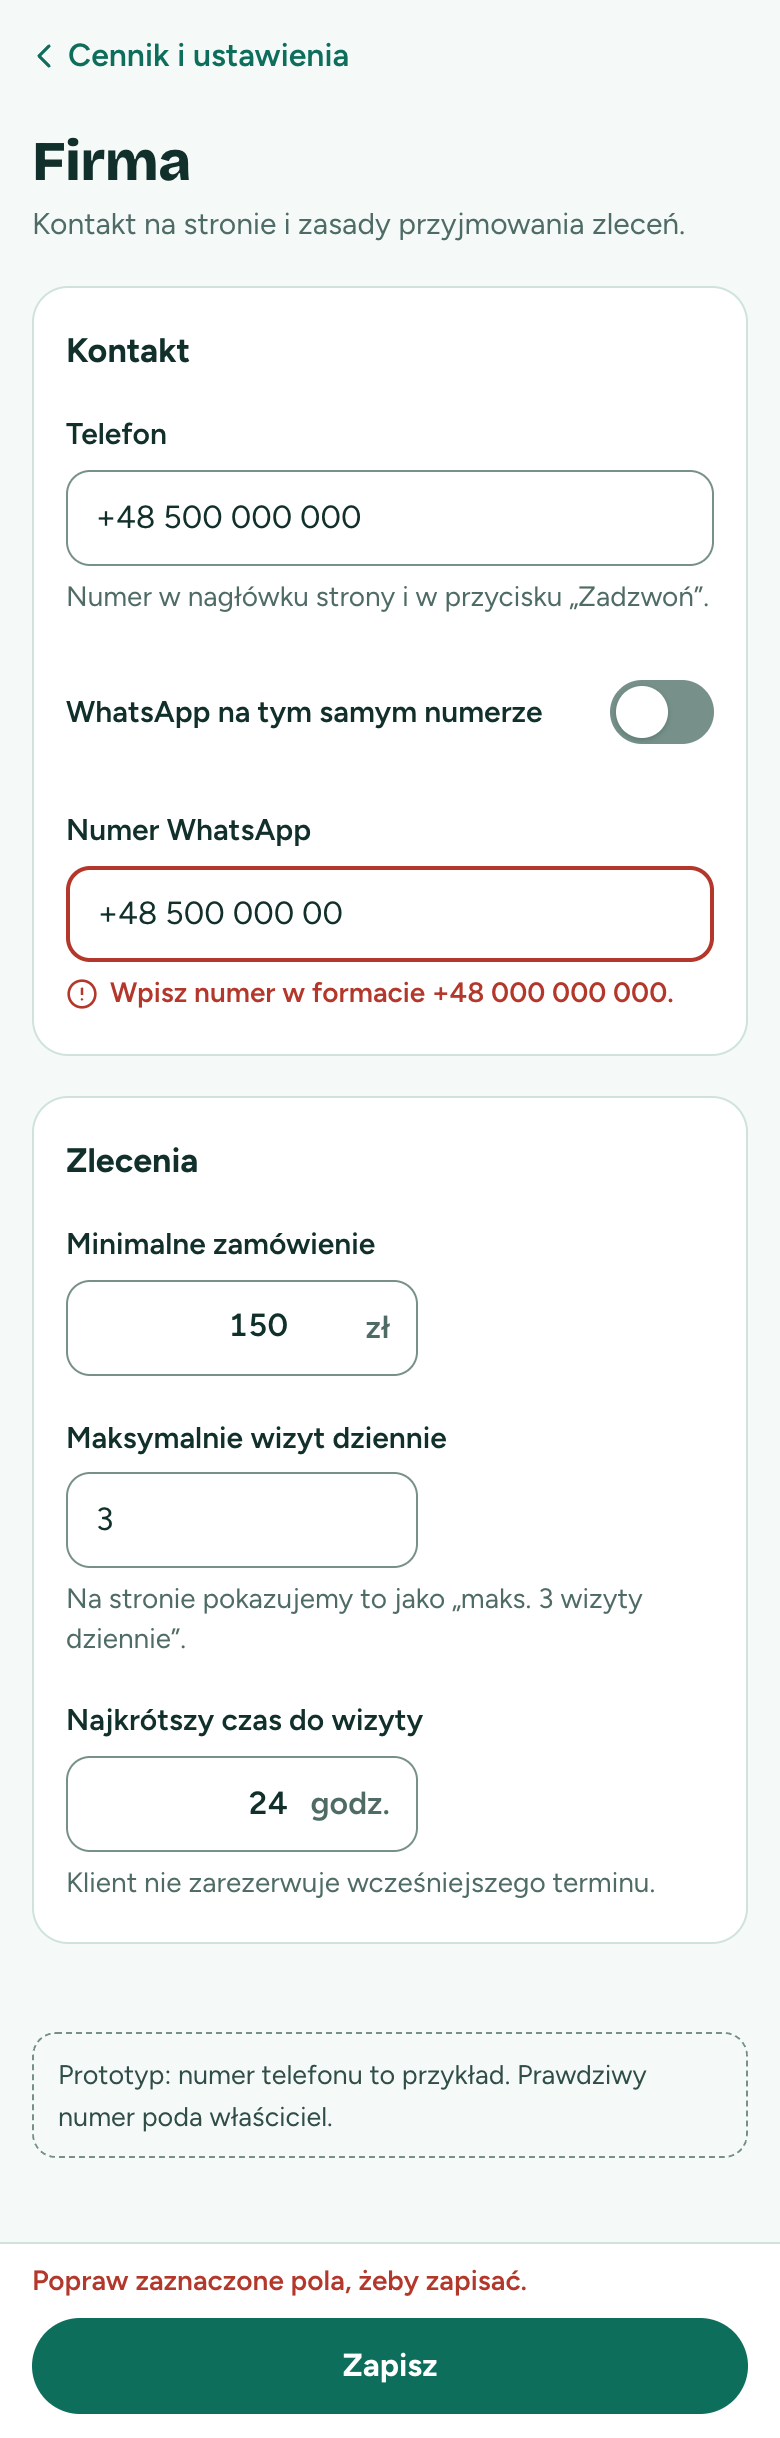 Cennik i ustawienia
Firma
Kontakt na stronie i zasady przyjmowania zleceń.
Kontakt
Telefon
+48 500 000 000
Numer w nagłówku strony i w przycisku „Zadzwoń”.
WhatsApp na tym samym numerze
Numer WhatsApp
+48 500 000 00
Wpisz numer w formacie +48 000 000 000.
Zlecenia
Minimalne zamówienie
150 zł
Maksymalnie wizyt dziennie
3
Na stronie pokazujemy to jako „maks. 3 wizyty
dziennie”.
Najkrótszy czas do wizyty
24 godz.
Klient nie zarezerwuje wcześniejszego terminu.
Prototyp: numer telefonu to przykład. Prawdziwy
numer poda właściciel.
Popraw zaznaczone pola, żeby zapisać.
Zapisz